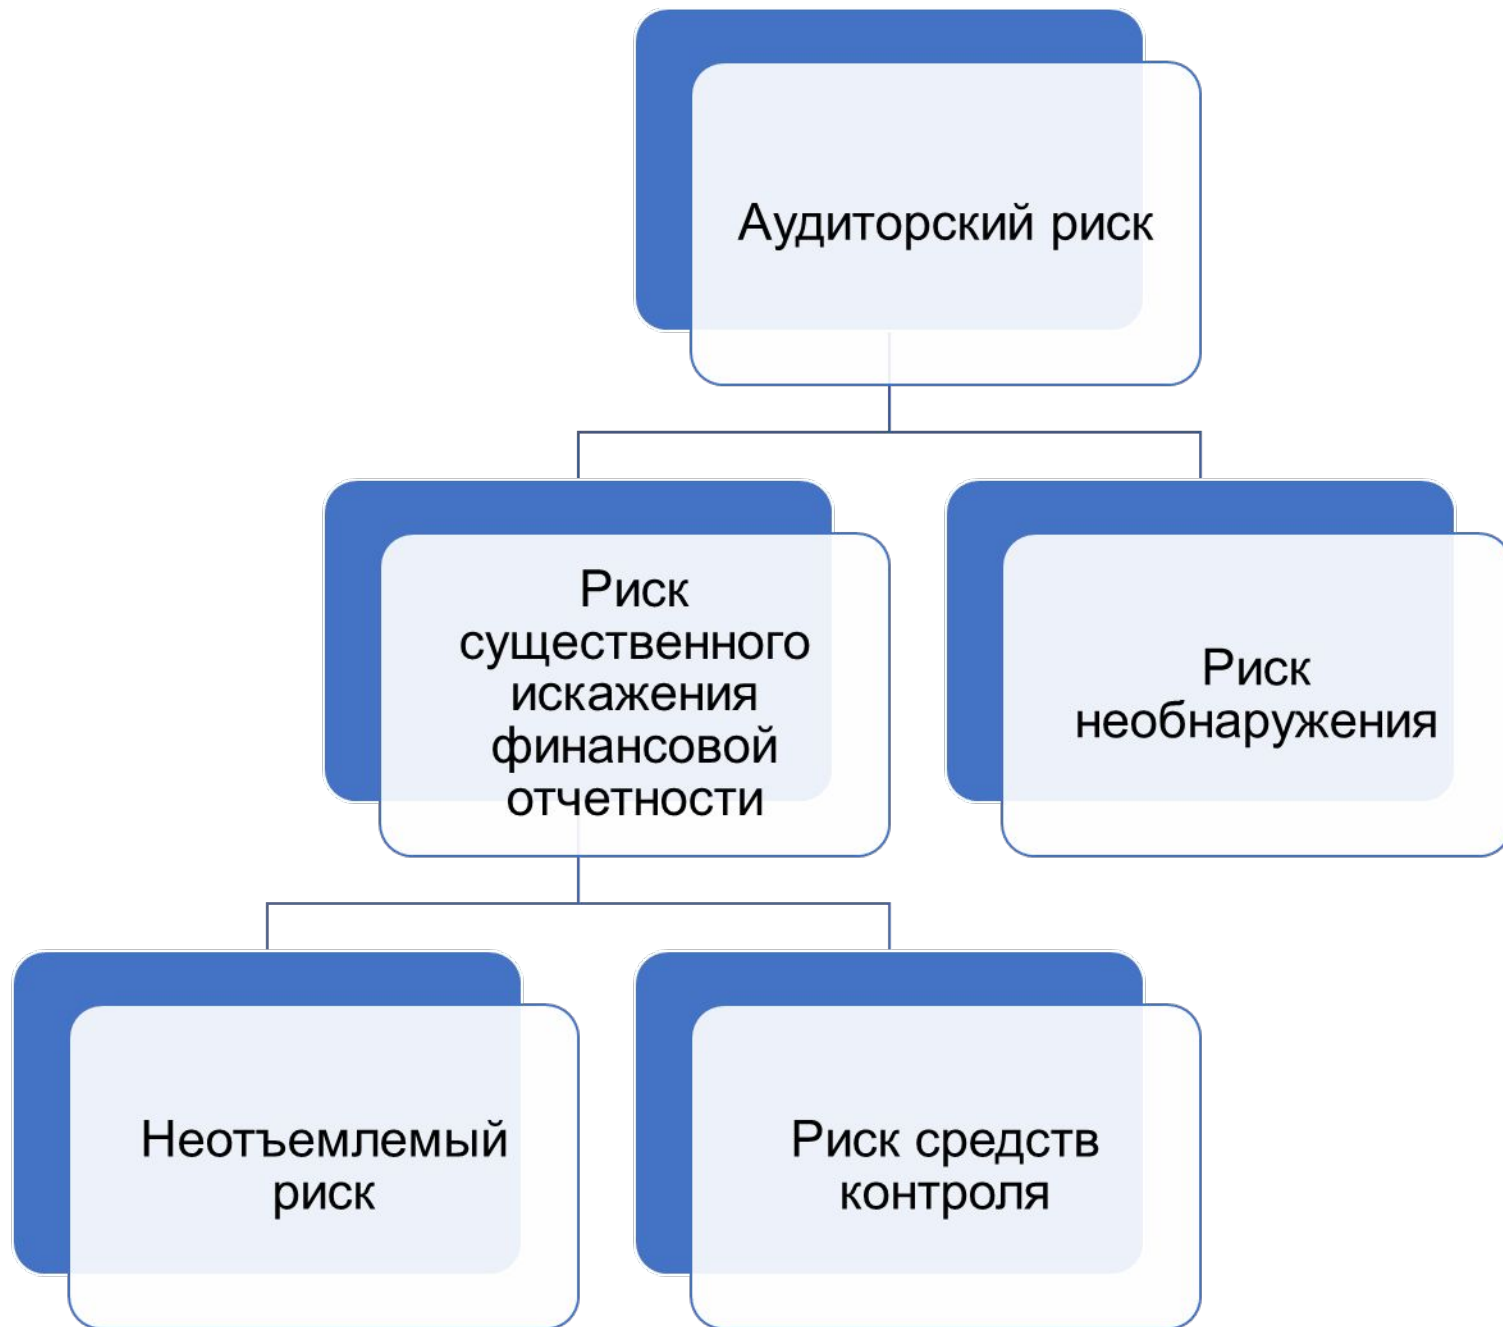 Аудиторский риск
Риск
существенного
искажения
финансовой
отчетности
Риск
необнаружения
Неотъемлемый
риск
Риск средств
контроля